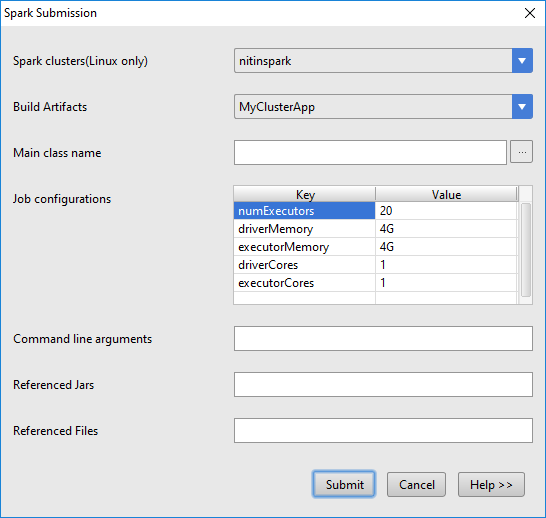 Spark Submission
Spark clusters(Linux only) nitinspark
Build Artifacts MyClusterApp
Main class name ...
Job configurations Key Value
numExecutors 20
driverMemory 4G
executorMemory 4G
driverCores 1
executorCores 1
Command line arguments
Referenced Jars
Referenced Files
Submit Cancel Help >>